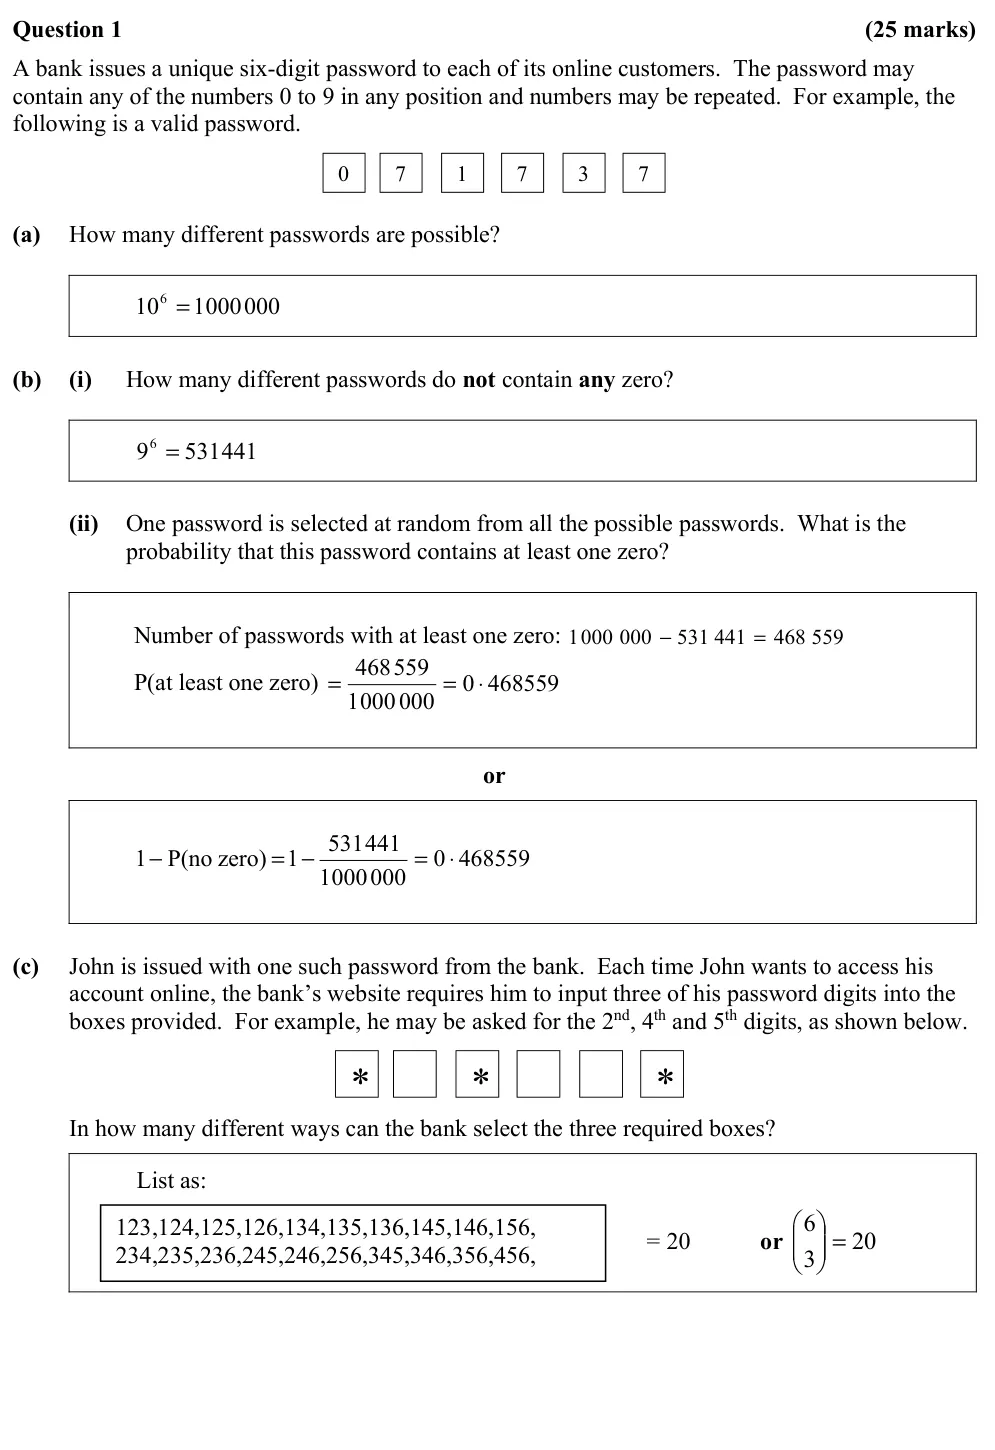 Question 1 (25 marks)
A bank issues a unique six-digit password to each of its online customers. The password may
contain any of the numbers 0 to 9 in any position and numbers may be repeated. For example, the
following is a valid password.
0 7 1 7 3 7
(a) How many different passwords are possible?
10⁶ = 1000000
(b) (i) How many different passwords do not contain any zero?
9⁶ = 531441
(ii) One password is selected at random from all the possible passwords. What is the
probability that this password contains at least one zero?
Number of passwords with at least one zero: 1000 000 – 531 441 = 468 559
P(at least one zero) = 468559/1000000 = 0·468559
or
1 – P(no zero) = 1 – 531441/1000000 = 0·468559
(c) John is issued with one such password from the bank. Each time John wants to access his
account online, the bank’s website requires him to input three of his password digits into the
boxes provided. For example, he may be asked for the 2nd, 4th and 5th digits, as shown below.
* * *
In how many different ways can the bank select the three required boxes?
List as:
123,124,125,126,134,135,136,145,146,156,
234,235,236,245,246,256,345,346,356,456,
= 20 or (6 3) = 20